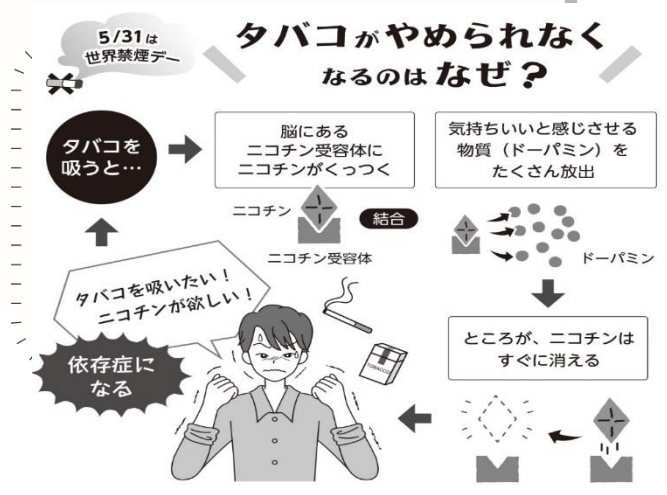 5/31は
世界禁煙デー
タバコがやめられなく
なるのはなぜ？
タバコを
吸うと…
脳にある
ニコチン受容体に
ニコチンがくっつく
ニコチン
結合
ニコチン受容体
気持ちいいと感じさせる
物質（ドーパミン）を
たくさん放出
ドーパミン
ところが、ニコチンは
すぐに消える
タバコを吸いたい！
ニコチンが欲しい！
TOBACCO
依存症に
なる